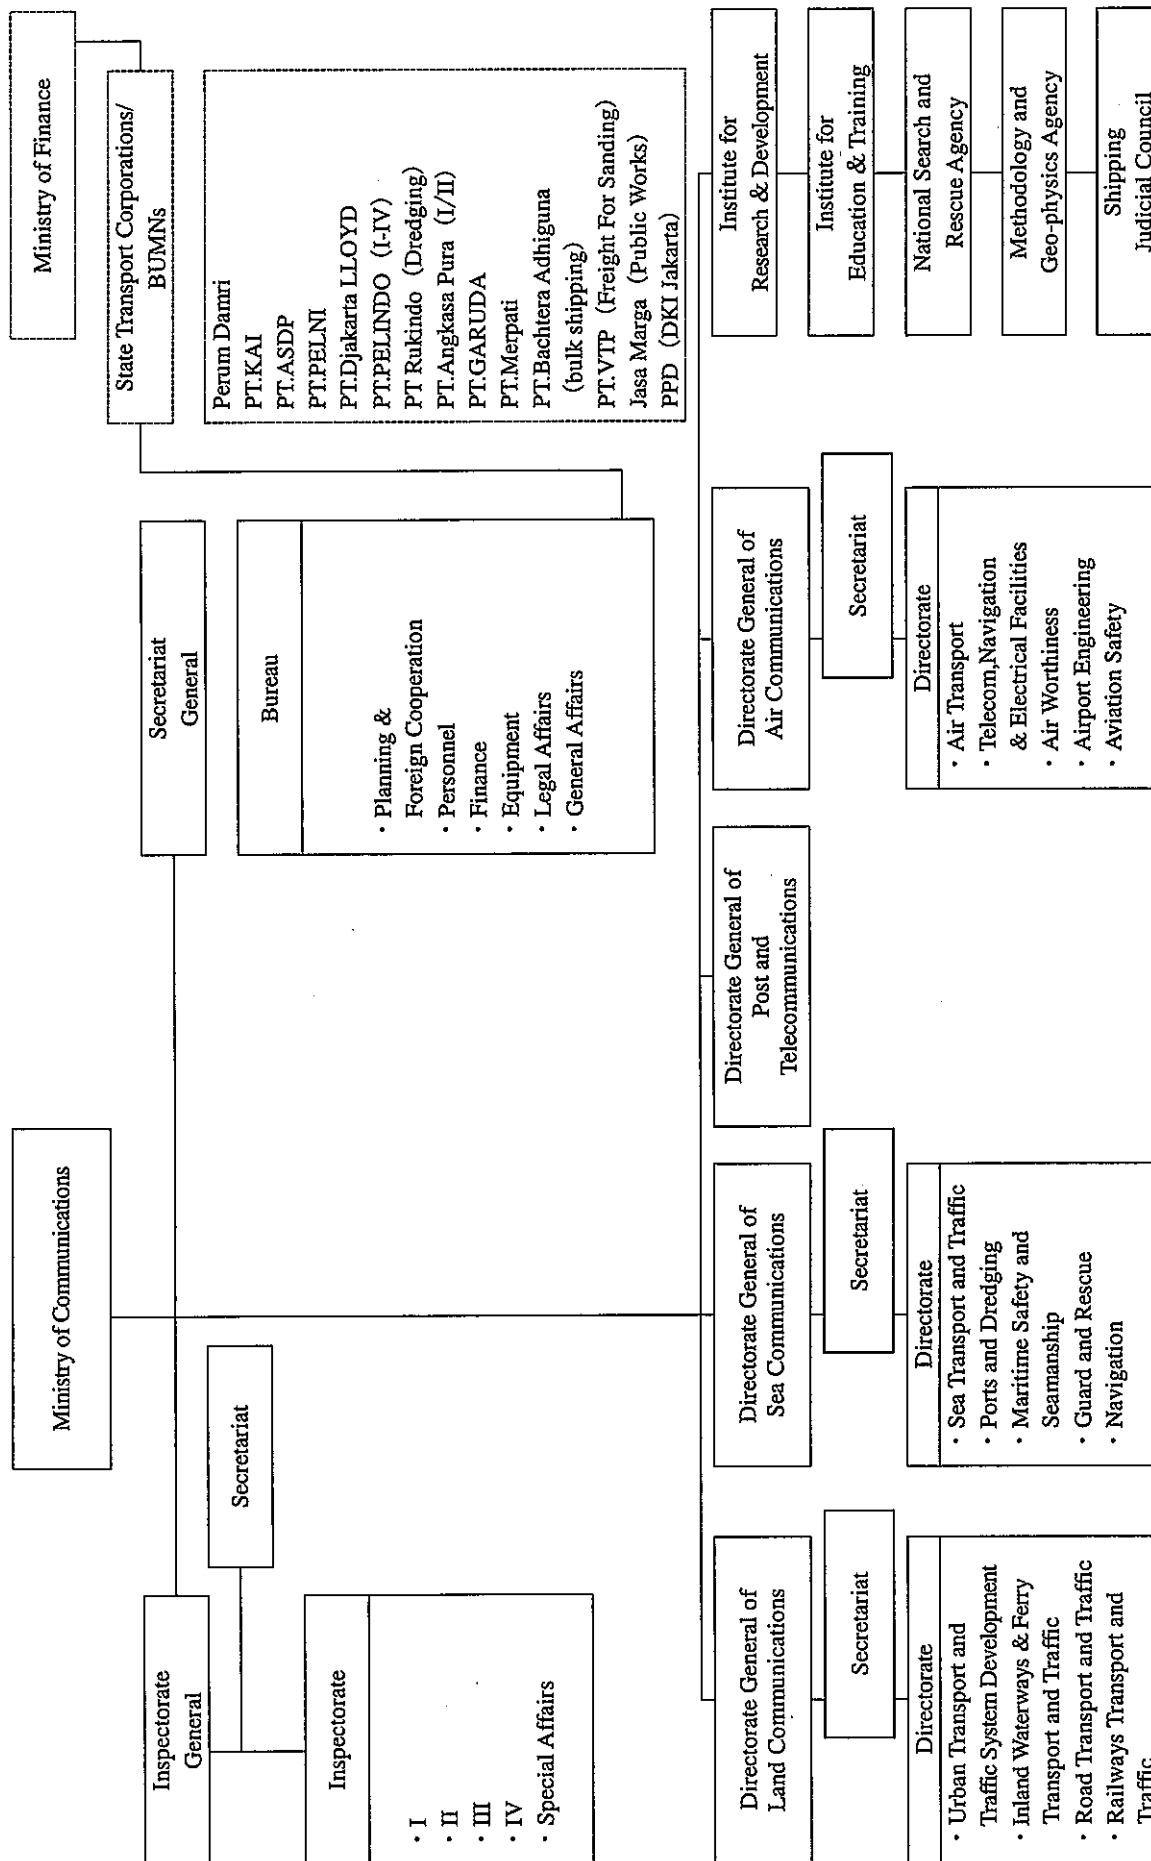 Ministry of Communications
Ministry of Finance
State Transport Corporations/
BUMNs
Perum Damri
PT.KAI
PT.ASDP
PT.PELNI
PT.Djakarta LLOYD
PT.PELINDO (I-IV)
PT Rukindo (Dredging)
PT.Angkasa Pura (I/II)
PT.GARUDA
PT.Merpati
PT.Bachtera Adhiguna
(bulk shipping)
PT.VTP (Freight For Sanding)
Jasa Marga (Public Works)
PPD (DKI Jakarta)
Inspectorate
General
Secretariat
Inspectorate
・I
・II
・III
・IV
・Special Affairs
Secretariat
General
Bureau
・Planning &
Foreign Cooperation
・Personnel
・Finance
・Equipment
・Legal Affairs
・General Affairs
Directorate General of
Land Communications
Secretariat
Directorate
・Urban Transport and
Traffic System Development
・Inland Waterways & Ferry
Transport and Traffic
・Road Transport and Traffic
・Railways Transport and
Traffic
Directorate General of
Sea Communications
Secretariat
Directorate
・Sea Transport and Traffic
・Ports and Dredging
・Maritime Safety and
Seamanship
・Guard and Rescue
・Navigation
Directorate General of
Post and
Telecommunications
Directorate General of
Air Communications
Secretariat
Directorate
・Air Transport
・Telecom,Navigation
& Electrical Facilities
・Air Worthiness
・Airport Engineering
・Aviation Safety
Institute for
Research & Development
Institute for
Education & Training
National Search and
Rescue Agency
Methodology and
Geo-physics Agency
Shipping
Judicial Council